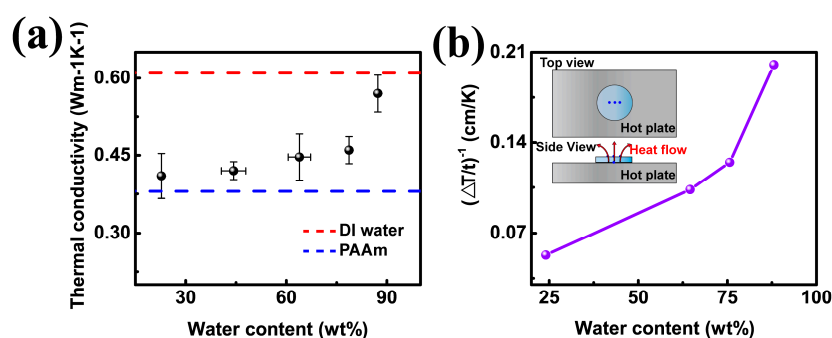 (a)
Thermal conductivity (Wm-1K-1)
0.60
0.45
0.30
DI water
PAAm
30
60
90
Water content (wt%)
(b)
(△T/t)-1 (cm/K)
0.21
0.14
0.07
Top view
Hot plate
Side View
Heat flow
Hot plate
25
50
75
100
Water content (wt%)